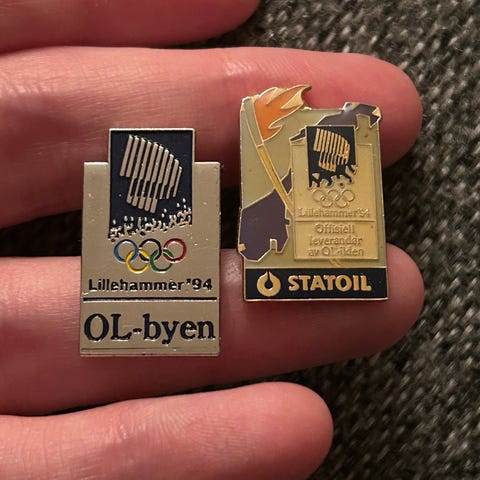 Lillehammer '94
OL-byen
Lillehammer '94
Offisiell
leverandør
av OL-ilden
STATOIL